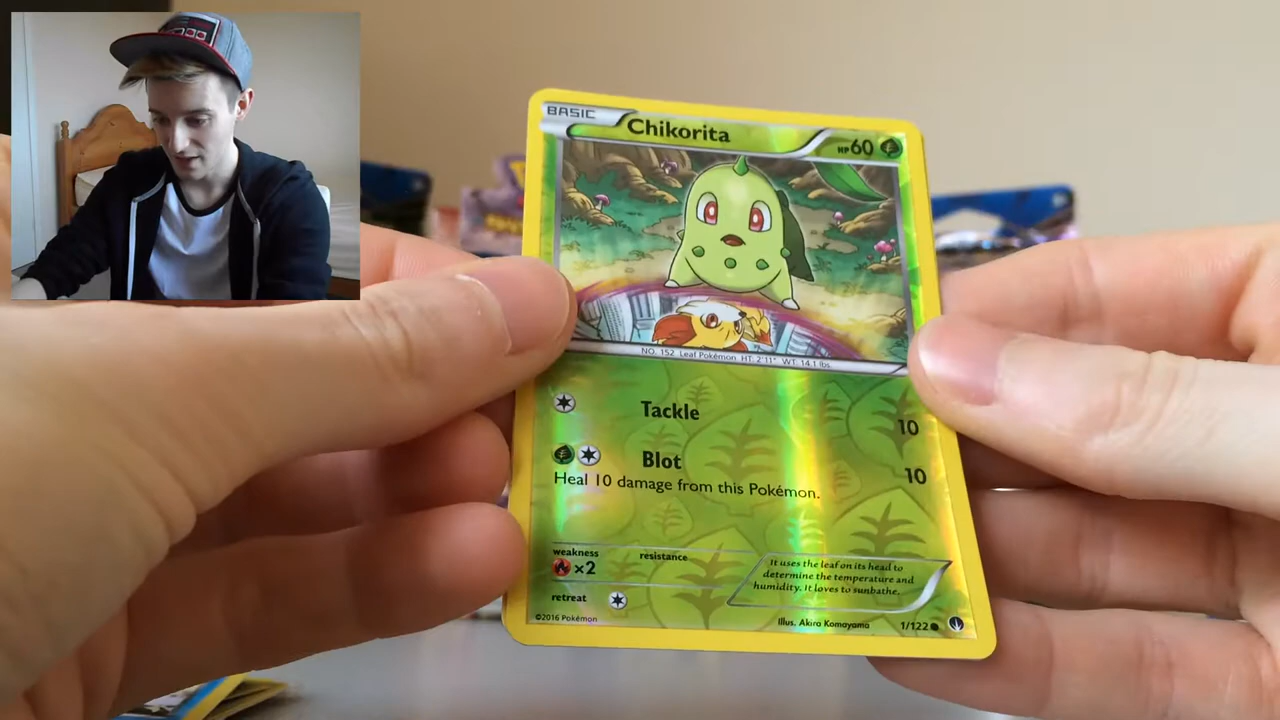 BASIC
Chikorita
HP60
NO. 152 Leaf Pokémon HT: 2'11" WT: 14.1 lbs.
Tackle 10
Blot 10
Heal 10 damage from this Pokémon.
weakness
×2
resistance
retreat
It uses the leaf on its head to
determine the temperature and
humidity. It loves to sunbathe.
©2016 Pokémon
Illus. Akira Komayama
1/122